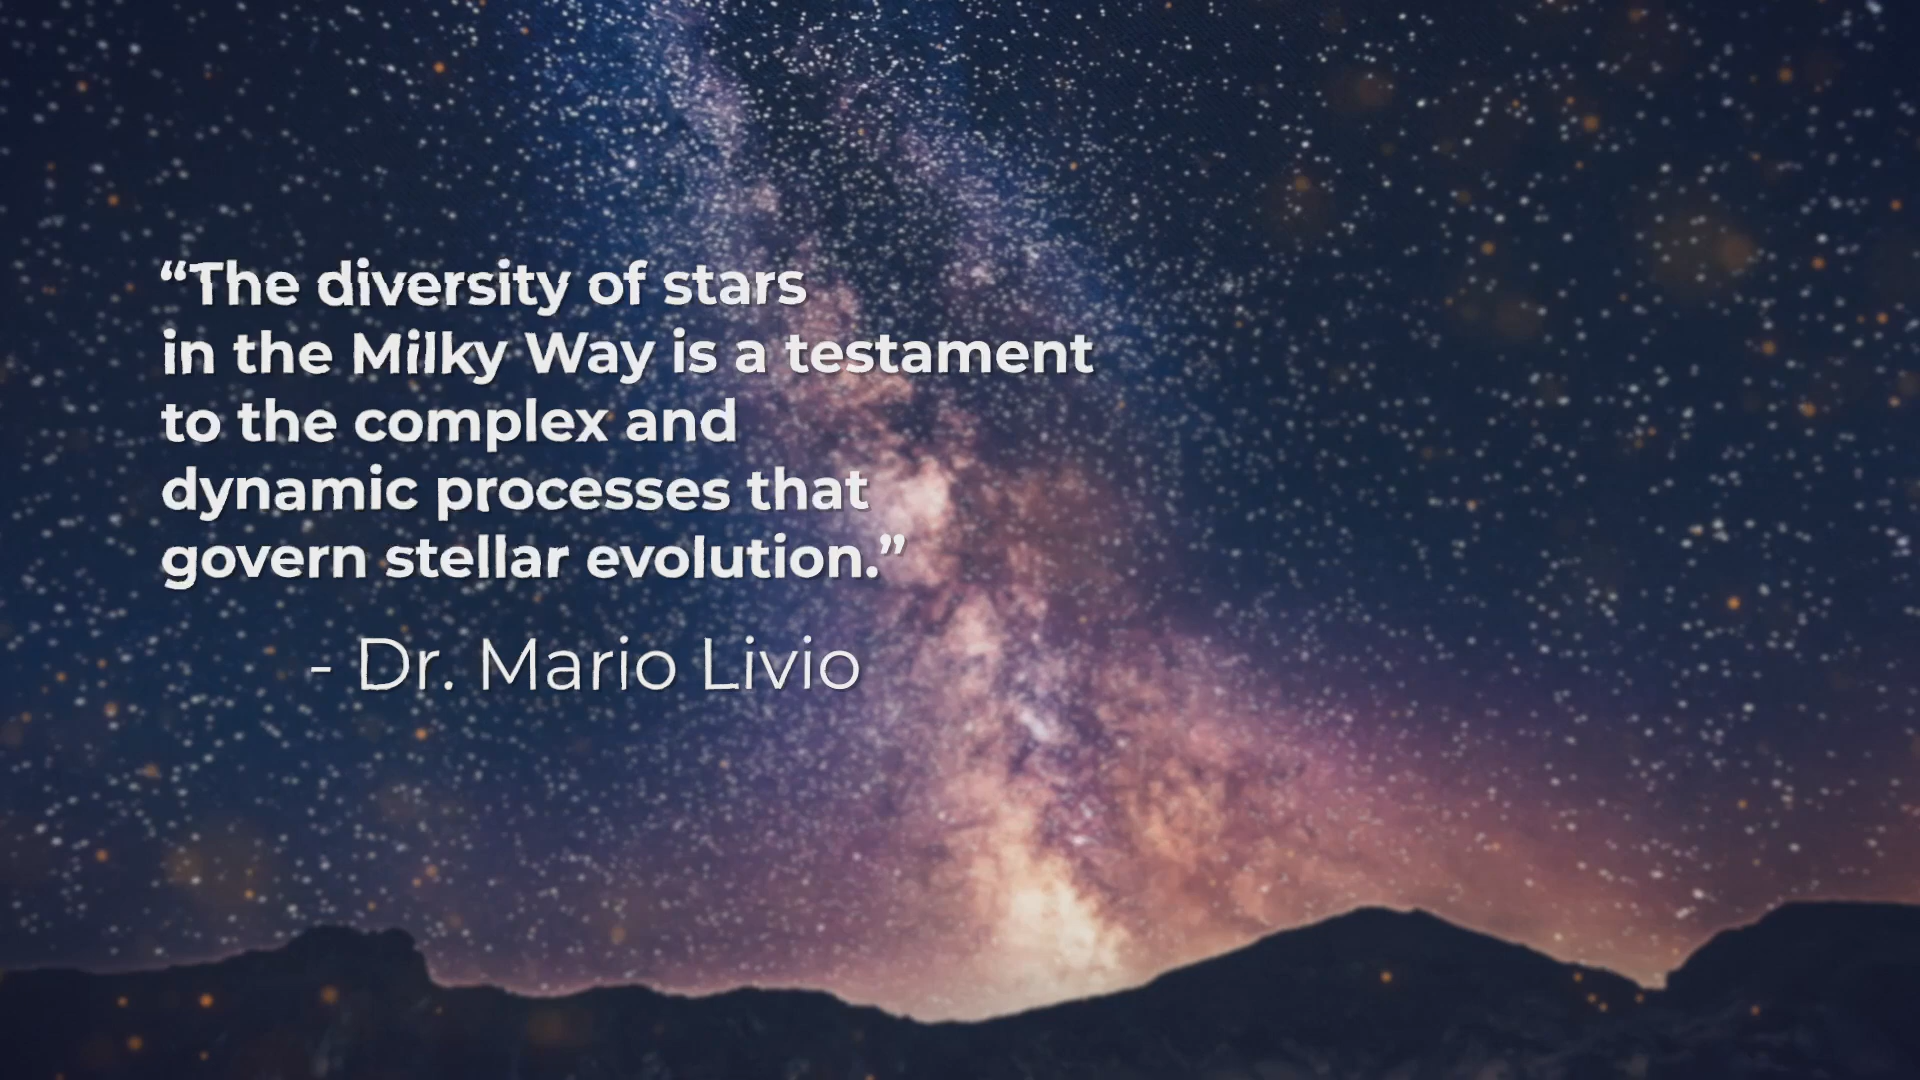 “The diversity of stars
in the Milky Way is a testament
to the complex and
dynamic processes that
govern stellar evolution.”
- Dr. Mario Livio